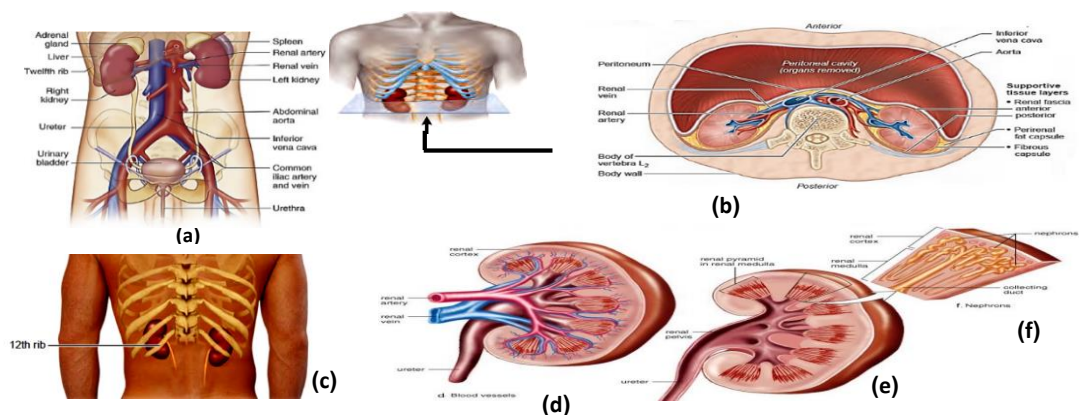 Adrenal
gland
Liver
Twelfth rib
Right
kidney
Ureter
Urinary
bladder
Spleen
Renal artery
Renal vein
Left kidney
Abdominal
aorta
Inferior
vena cava
Common
iliac artery
and vein
Urethra
(a)
Anterior
Inferior
vena cava
Aorta
Peritoneum
Peritoneal cavity
(organs removed)
Renal
vein
Renal
artery
Supportive
tissue layers
• Renal fascia
anterior
posterior
• Perirenal
fat capsule
• Fibrous
capsule
Body of
vertebra L2
Body wall
Posterior
(b)
12th rib
(c)
renal
cortex
renal
artery
renal
vein
ureter
d. Blood vessels
(d)
renal pyramid
in renal medulla
renal
pelvis
ureter
(e)
renal
cortex
renal
medulla
nephrons
collecting
duct
f. Nephrons
(f)